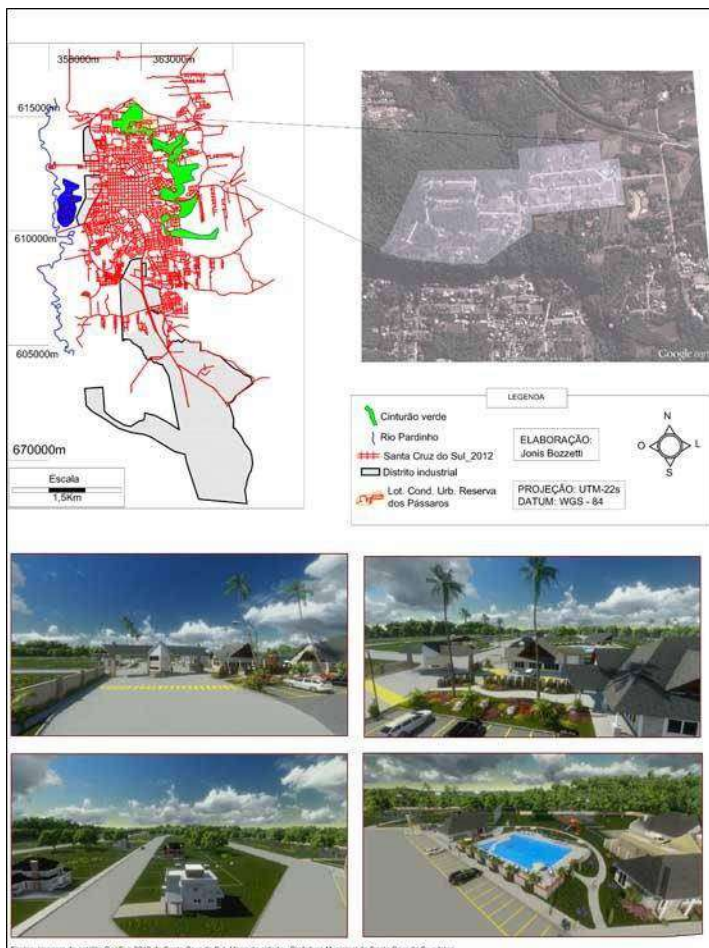 358000m 363000m
615000m
610000m
605000m
670000m
Escala
1,5Km
Google
LEGENDA
Cinturão verde
Rio Pardinho
Santa Cruz do Sul_2012
Distrito industrial
Lot. Cond. Urb. Reserva
dos Pássaros
ELABORAÇÃO:
Jonis Bozzetti
PROJEÇÃO: UTM-22s
DATUM: WGS - 84
N
O
L
S